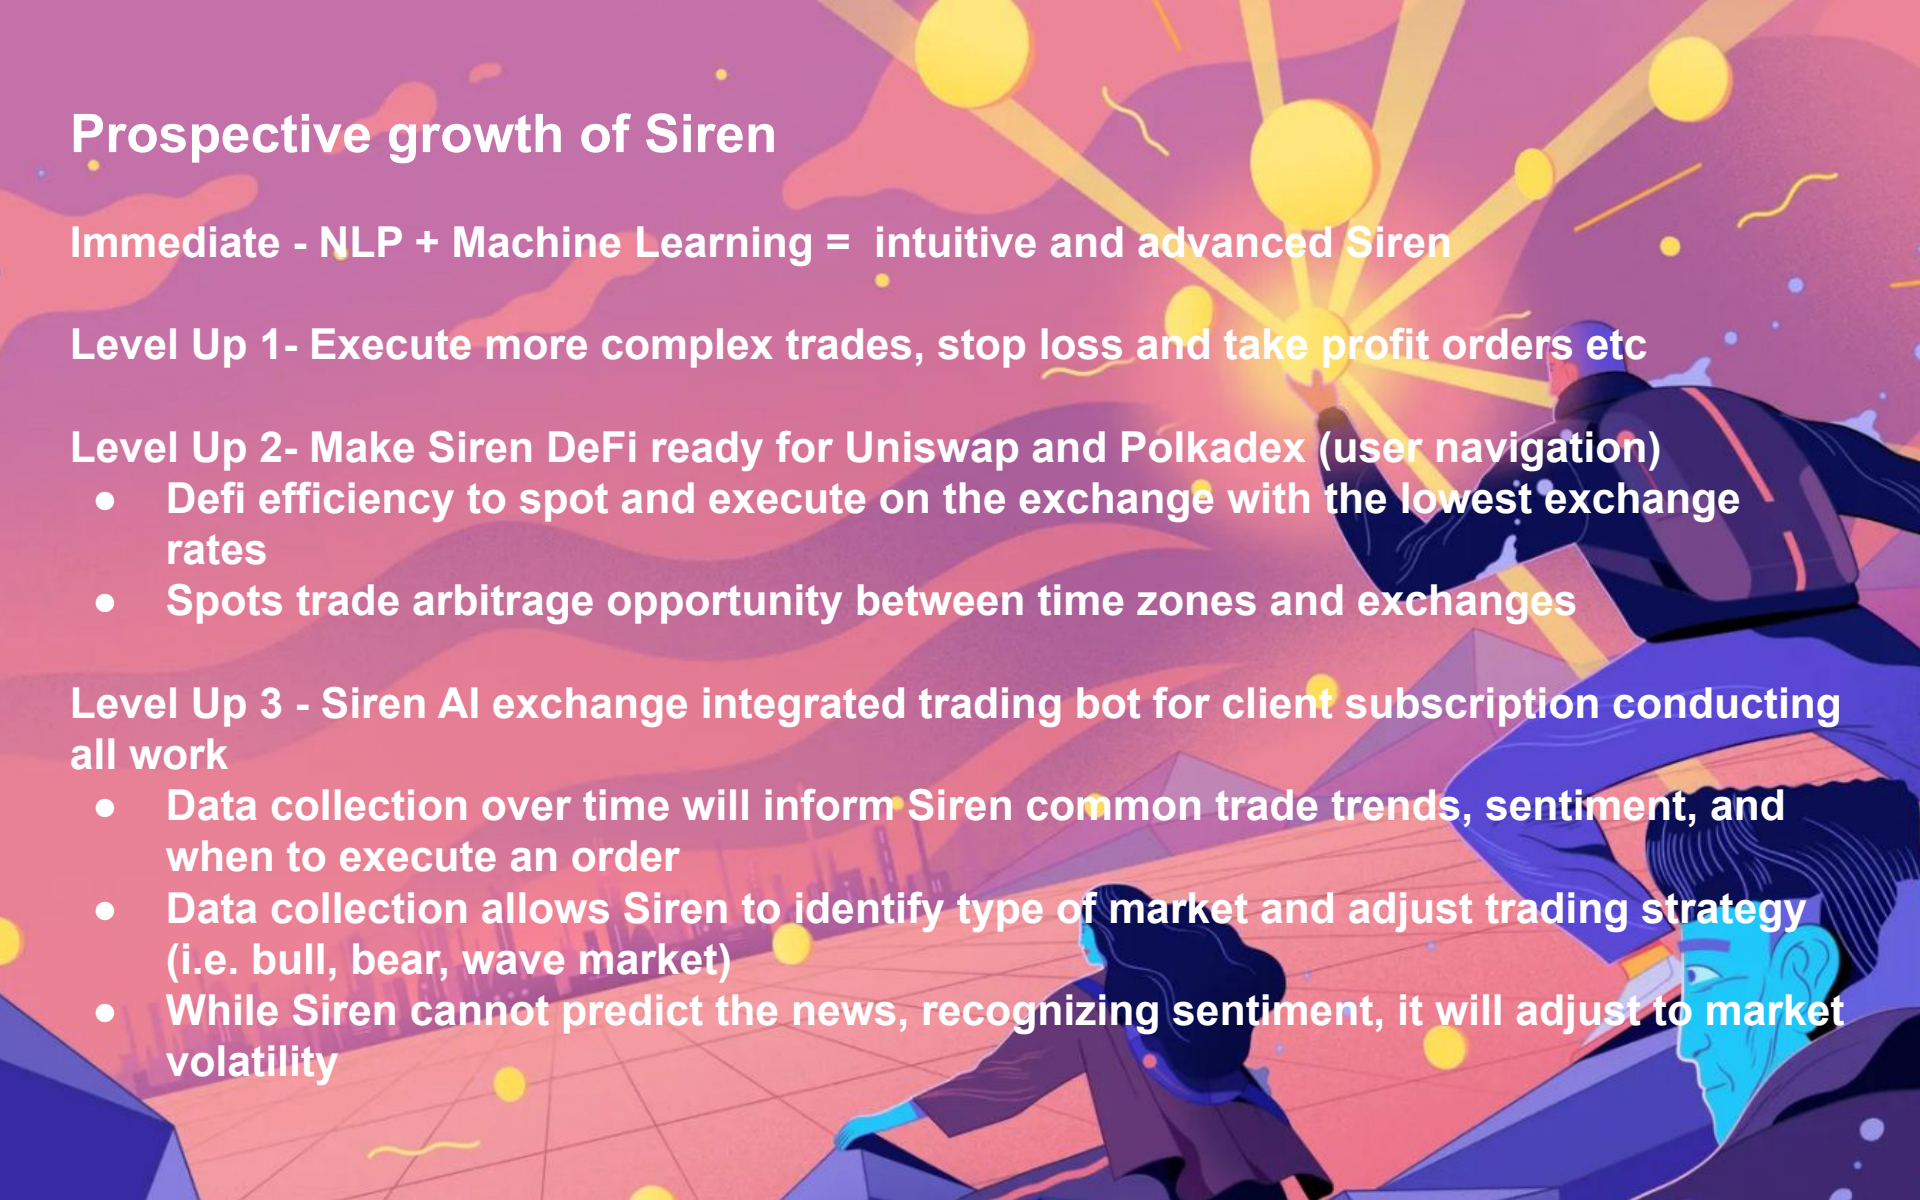 Prospective growth of Siren
Immediate - NLP + Machine Learning =  intuitive and advanced Siren
Level Up 1- Execute more complex trades, stop loss and take profit orders etc
Level Up 2- Make Siren DeFi ready for Uniswap and Polkadex (user navigation)
● Defi efficiency to spot and execute on the exchange with the lowest exchange
rates
● Spots trade arbitrage opportunity between time zones and exchanges
Level Up 3 - Siren AI exchange integrated trading bot for client subscription conducting
all work
● Data collection over time will inform Siren common trade trends, sentiment, and
when to execute an order
● Data collection allows Siren to identify type of market and adjust trading strategy
(i.e. bull, bear, wave market)
● While Siren cannot predict the news, recognizing sentiment, it will adjust to market
volatility